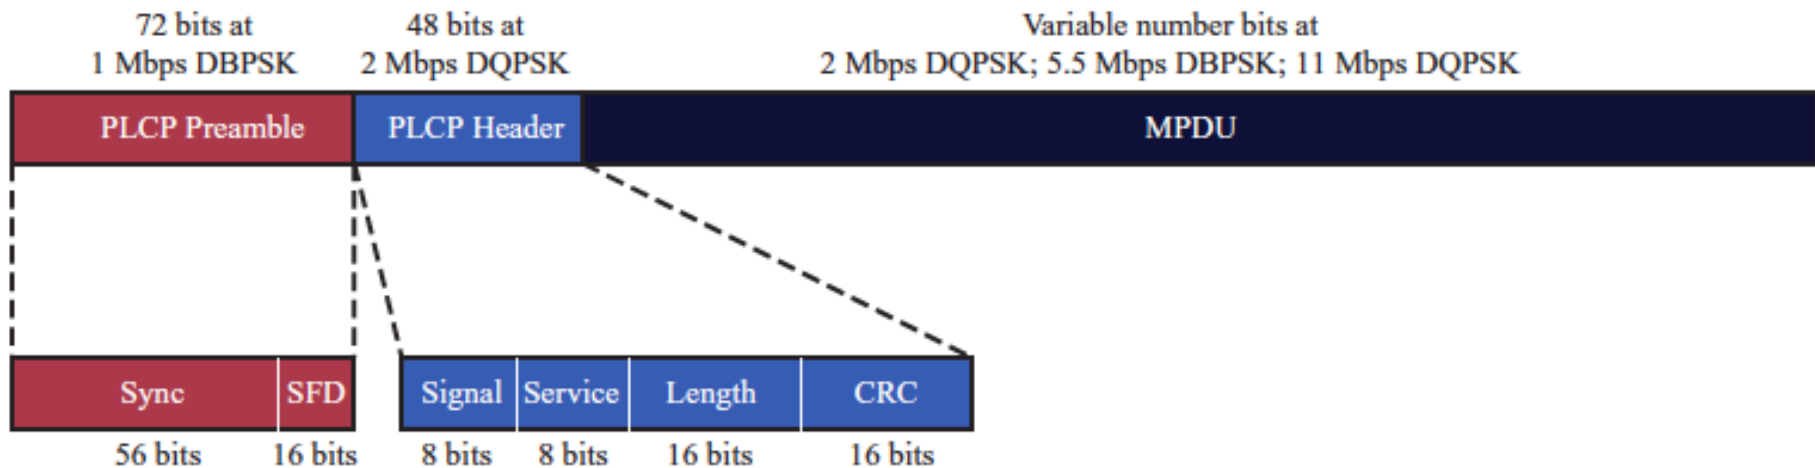 72 bits at
1 Mbps DBPSK
48 bits at
2 Mbps DQPSK
Variable number bits at
2 Mbps DQPSK; 5.5 Mbps DBPSK; 11 Mbps DQPSK
PLCP Preamble
PLCP Header
MPDU
Sync
SFD
Signal
Service
Length
CRC
56 bits
16 bits
8 bits
8 bits
16 bits
16 bits